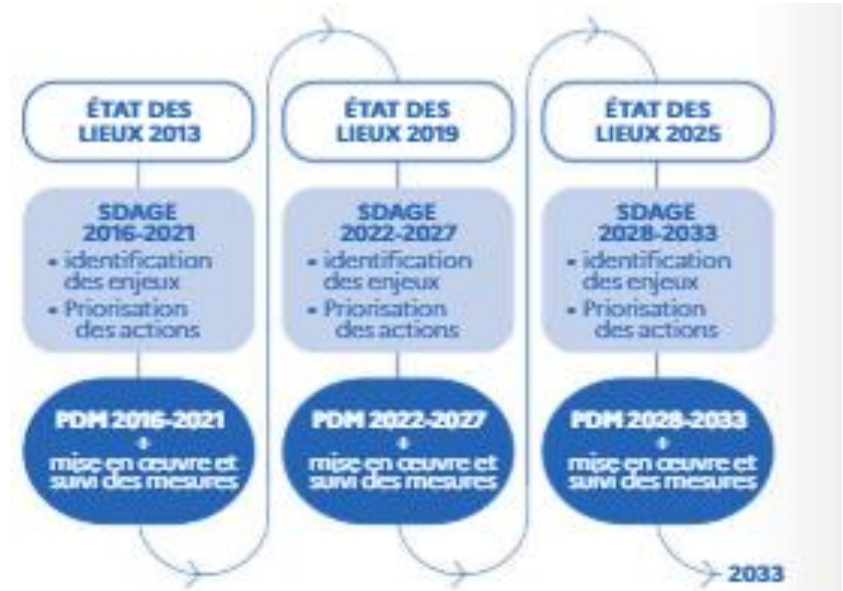 ÉTAT DES
LIEUX 2013
SDAGE
2016-2021
• identification
des enjeux
• Priorisation
des actions
PDM 2016-2021
+
mise en œuvre et
suivi des mesures
ÉTAT DES
LIEUX 2019
SDAGE
2022-2027
• identification
des enjeux
• Priorisation
des actions
PDM 2022-2027
+
mise en œuvre et
suivi des mesures
ÉTAT DES
LIEUX 2025
SDAGE
2028-2033
• identification
des enjeux
• Priorisation
des actions
PDM 2028-2033
+
mise en œuvre et
suivi des mesures
2033